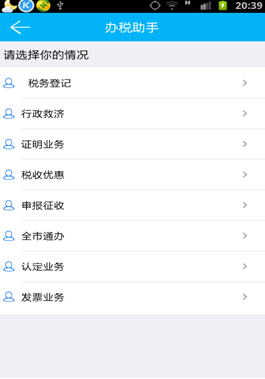 20:39
办税助手
请选择你的情况
税务登记
行政救济
证明业务
税收优惠
申报征收
全市通办
认定业务
发票业务